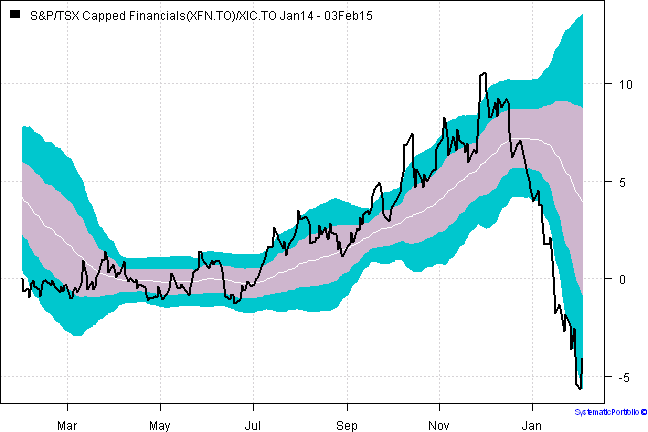 S&P/TSX Capped Financials(XFN.TO)/XIC.TO Jan14 - 03Feb15
10
5
0
-5
Mar May Jul Sep Nov Jan
SystematicPortfolio ©